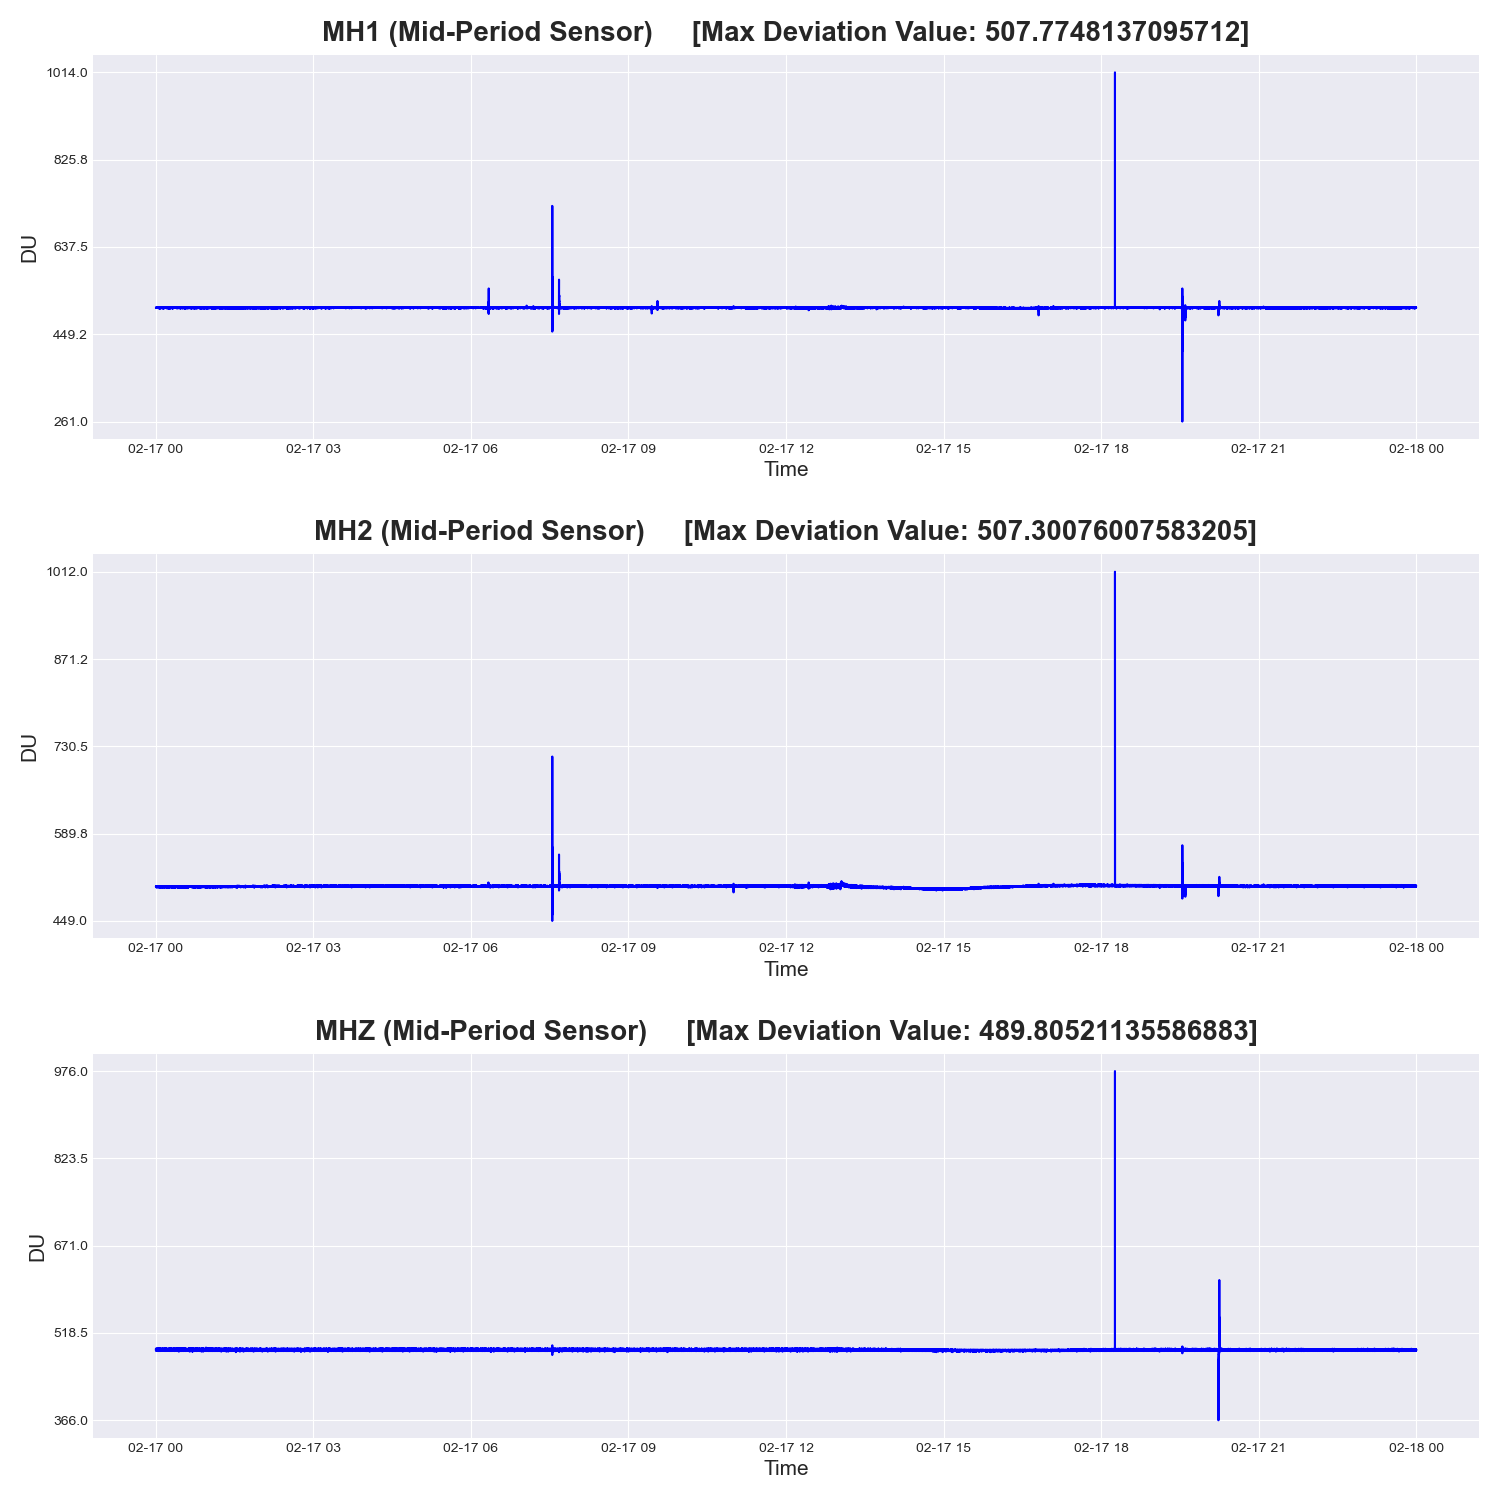 MH1 (Mid-Period Sensor)     [Max Deviation Value: 507.7748137095712]
1014.0
825.8
637.5
449.2
261.0
DU
02-17 00 02-17 03 02-17 06 02-17 09 02-17 12 02-17 15 02-17 18 02-17 21 02-18 00
Time
MH2 (Mid-Period Sensor)     [Max Deviation Value: 507.30076007583205]
1012.0
871.2
730.5
589.8
449.0
DU
02-17 00 02-17 03 02-17 06 02-17 09 02-17 12 02-17 15 02-17 18 02-17 21 02-18 00
Time
MHZ (Mid-Period Sensor)     [Max Deviation Value: 489.80521135586883]
976.0
823.5
671.0
518.5
366.0
DU
02-17 00 02-17 03 02-17 06 02-17 09 02-17 12 02-17 15 02-17 18 02-17 21 02-18 00
Time